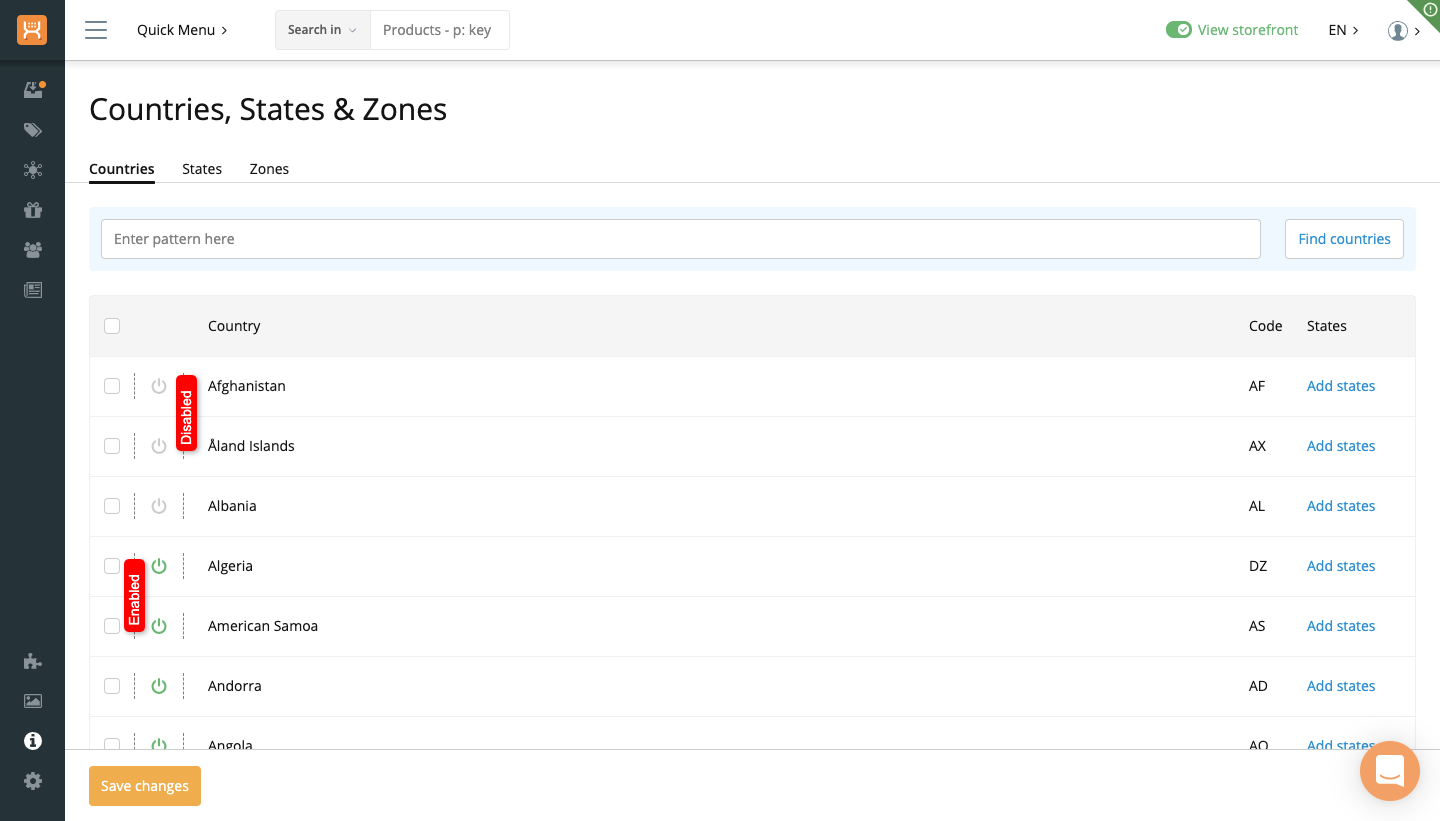 Quick Menu
Search in
Products - p: key
View storefront
EN
Countries, States & Zones
Countries
States
Zones
Enter pattern here
Find countries
Country
Code
States
Afghanistan
AF
Add states
Disabled
Åland Islands
AX
Add states
Albania
AL
Add states
Algeria
DZ
Add states
Enabled
American Samoa
AS
Add states
Andorra
AD
Add states
Angola
AO
Add states
Save changes